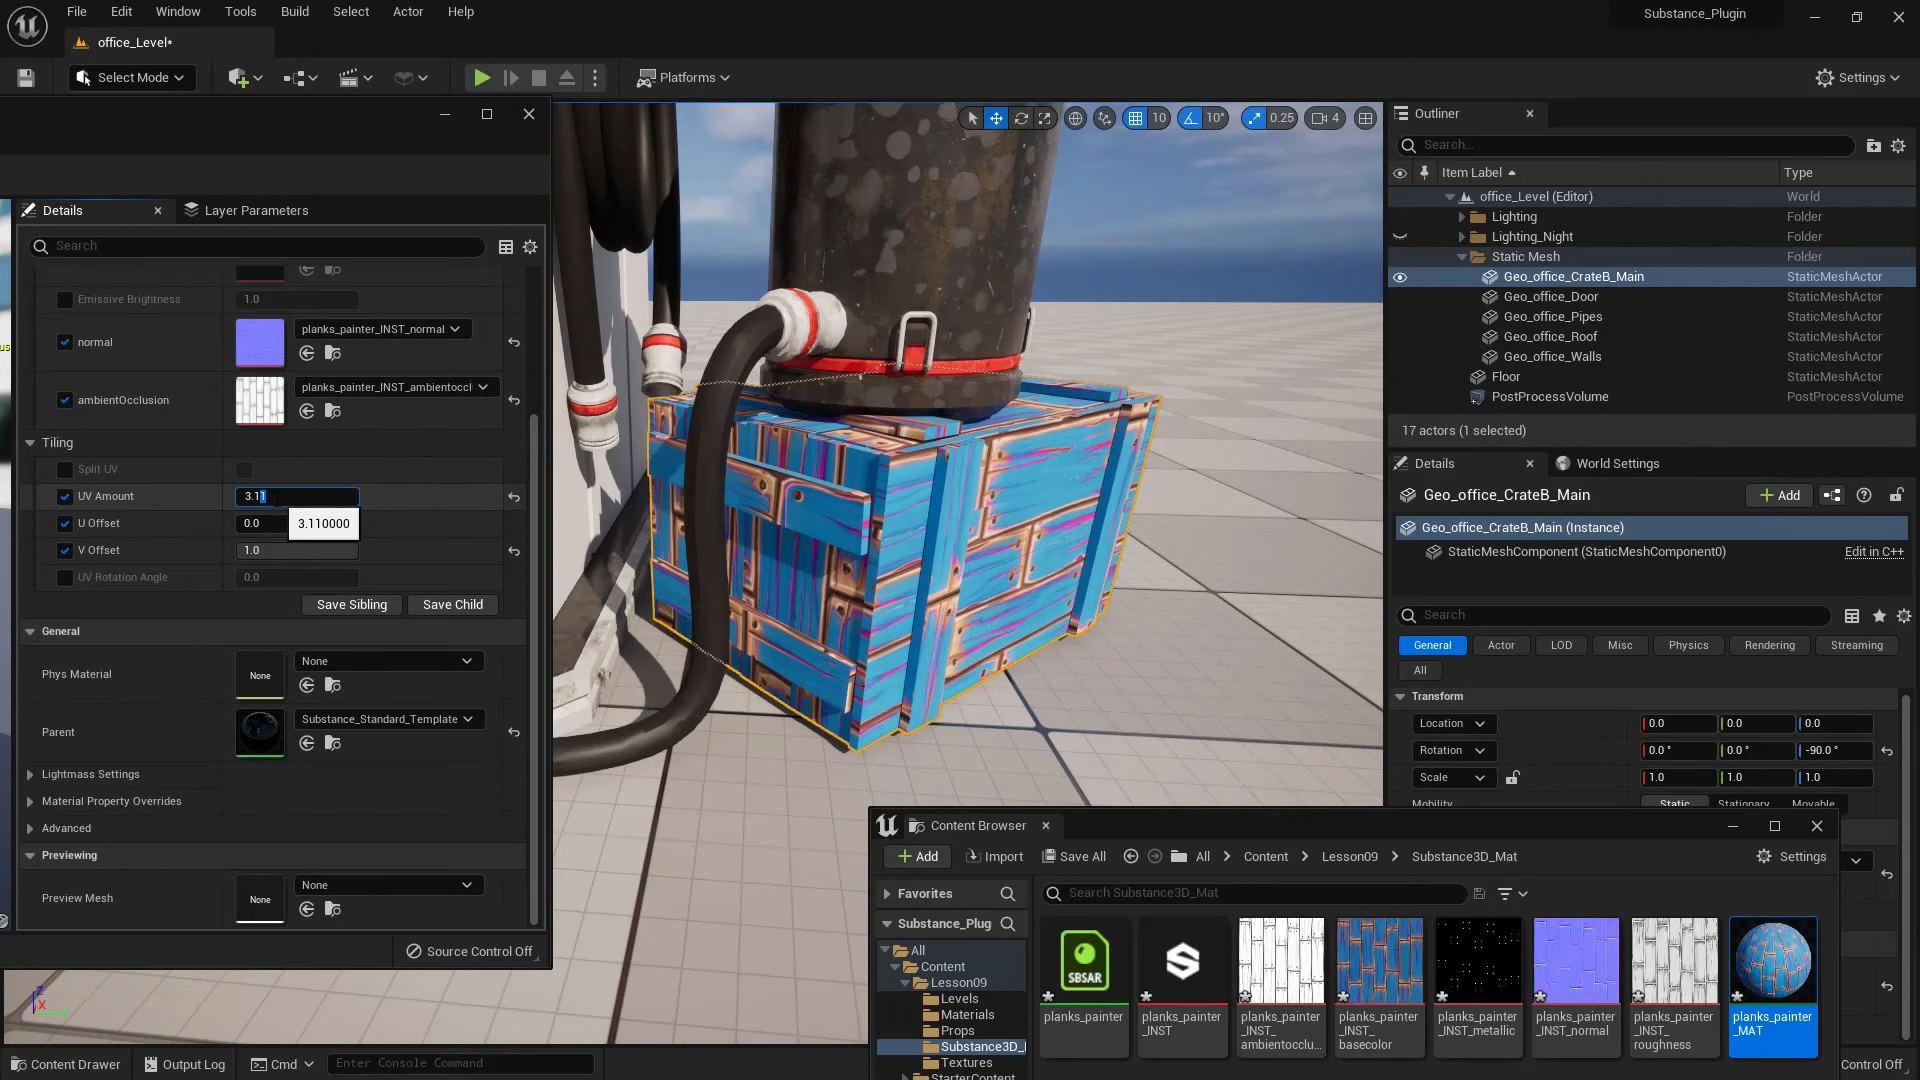 File Edit Window Tools Build Select Actor Help
Substance_Plugin
office_Level*
Select Mode
Platforms
Settings
Details
Layer Parameters
Search
Emissive Brightness
1.0
normal
planks_painter_INST_normal
ambientOcclusion
planks_painter_INST_ambientoccl
Tiling
Split UV
UV Amount
3.11
U Offset
0.0
3.110000
V Offset
1.0
UV Rotation Angle
0.0
Save Sibling
Save Child
General
Phys Material
None
None
Parent
Substance_Standard_Template
Lightmass Settings
Material Property Overrides
Advanced
Previewing
Preview Mesh
None
None
Source Control Off
10
10°
0.25
4
Outliner
Search...
Item Label
Type
office_Level (Editor)
World
Lighting
Folder
Lighting_Night
Folder
Static Mesh
Folder
Geo_office_CrateB_Main
StaticMeshActor
Geo_office_Door
StaticMeshActor
Geo_office_Pipes
StaticMeshActor
Geo_office_Roof
StaticMeshActor
Geo_office_Walls
StaticMeshActor
Floor
StaticMeshActor
PostProcessVolume
PostProcessVolume
17 actors (1 selected)
Details
World Settings
Geo_office_CrateB_Main
Add
Geo_office_CrateB_Main (Instance)
StaticMeshComponent (StaticMeshComponent0)
Edit in C++
Search
General Actor LOD Misc Physics Rendering Streaming
All
Transform
Location
0.0 0.0 0.0
Rotation
0.0 ° 0.0 ° -90.0 °
Scale
1.0 1.0 1.0
Mobility
Static Stationary Movable
Content Browser
Add
Import
Save All
All
Content
Lesson09
Substance3D_Mat
Settings
Favorites
Search Substance3D_Mat
Substance_Plug
All
Content
Lesson09
Levels
Materials
Props
Substance3D_
Textures
StarterContent
SBSAR
planks_painter
planks_painter
_INST
planks_painter
_INST_
ambientocclu...
planks_painter
_INST_
basecolor
planks_painter
_INST_metallic
planks_painter
_INST_normal
planks_painter
_INST_
roughness
planks_painter
_MAT
Content Drawer
Output Log
Cmd
Enter Console Command
Control Off
X